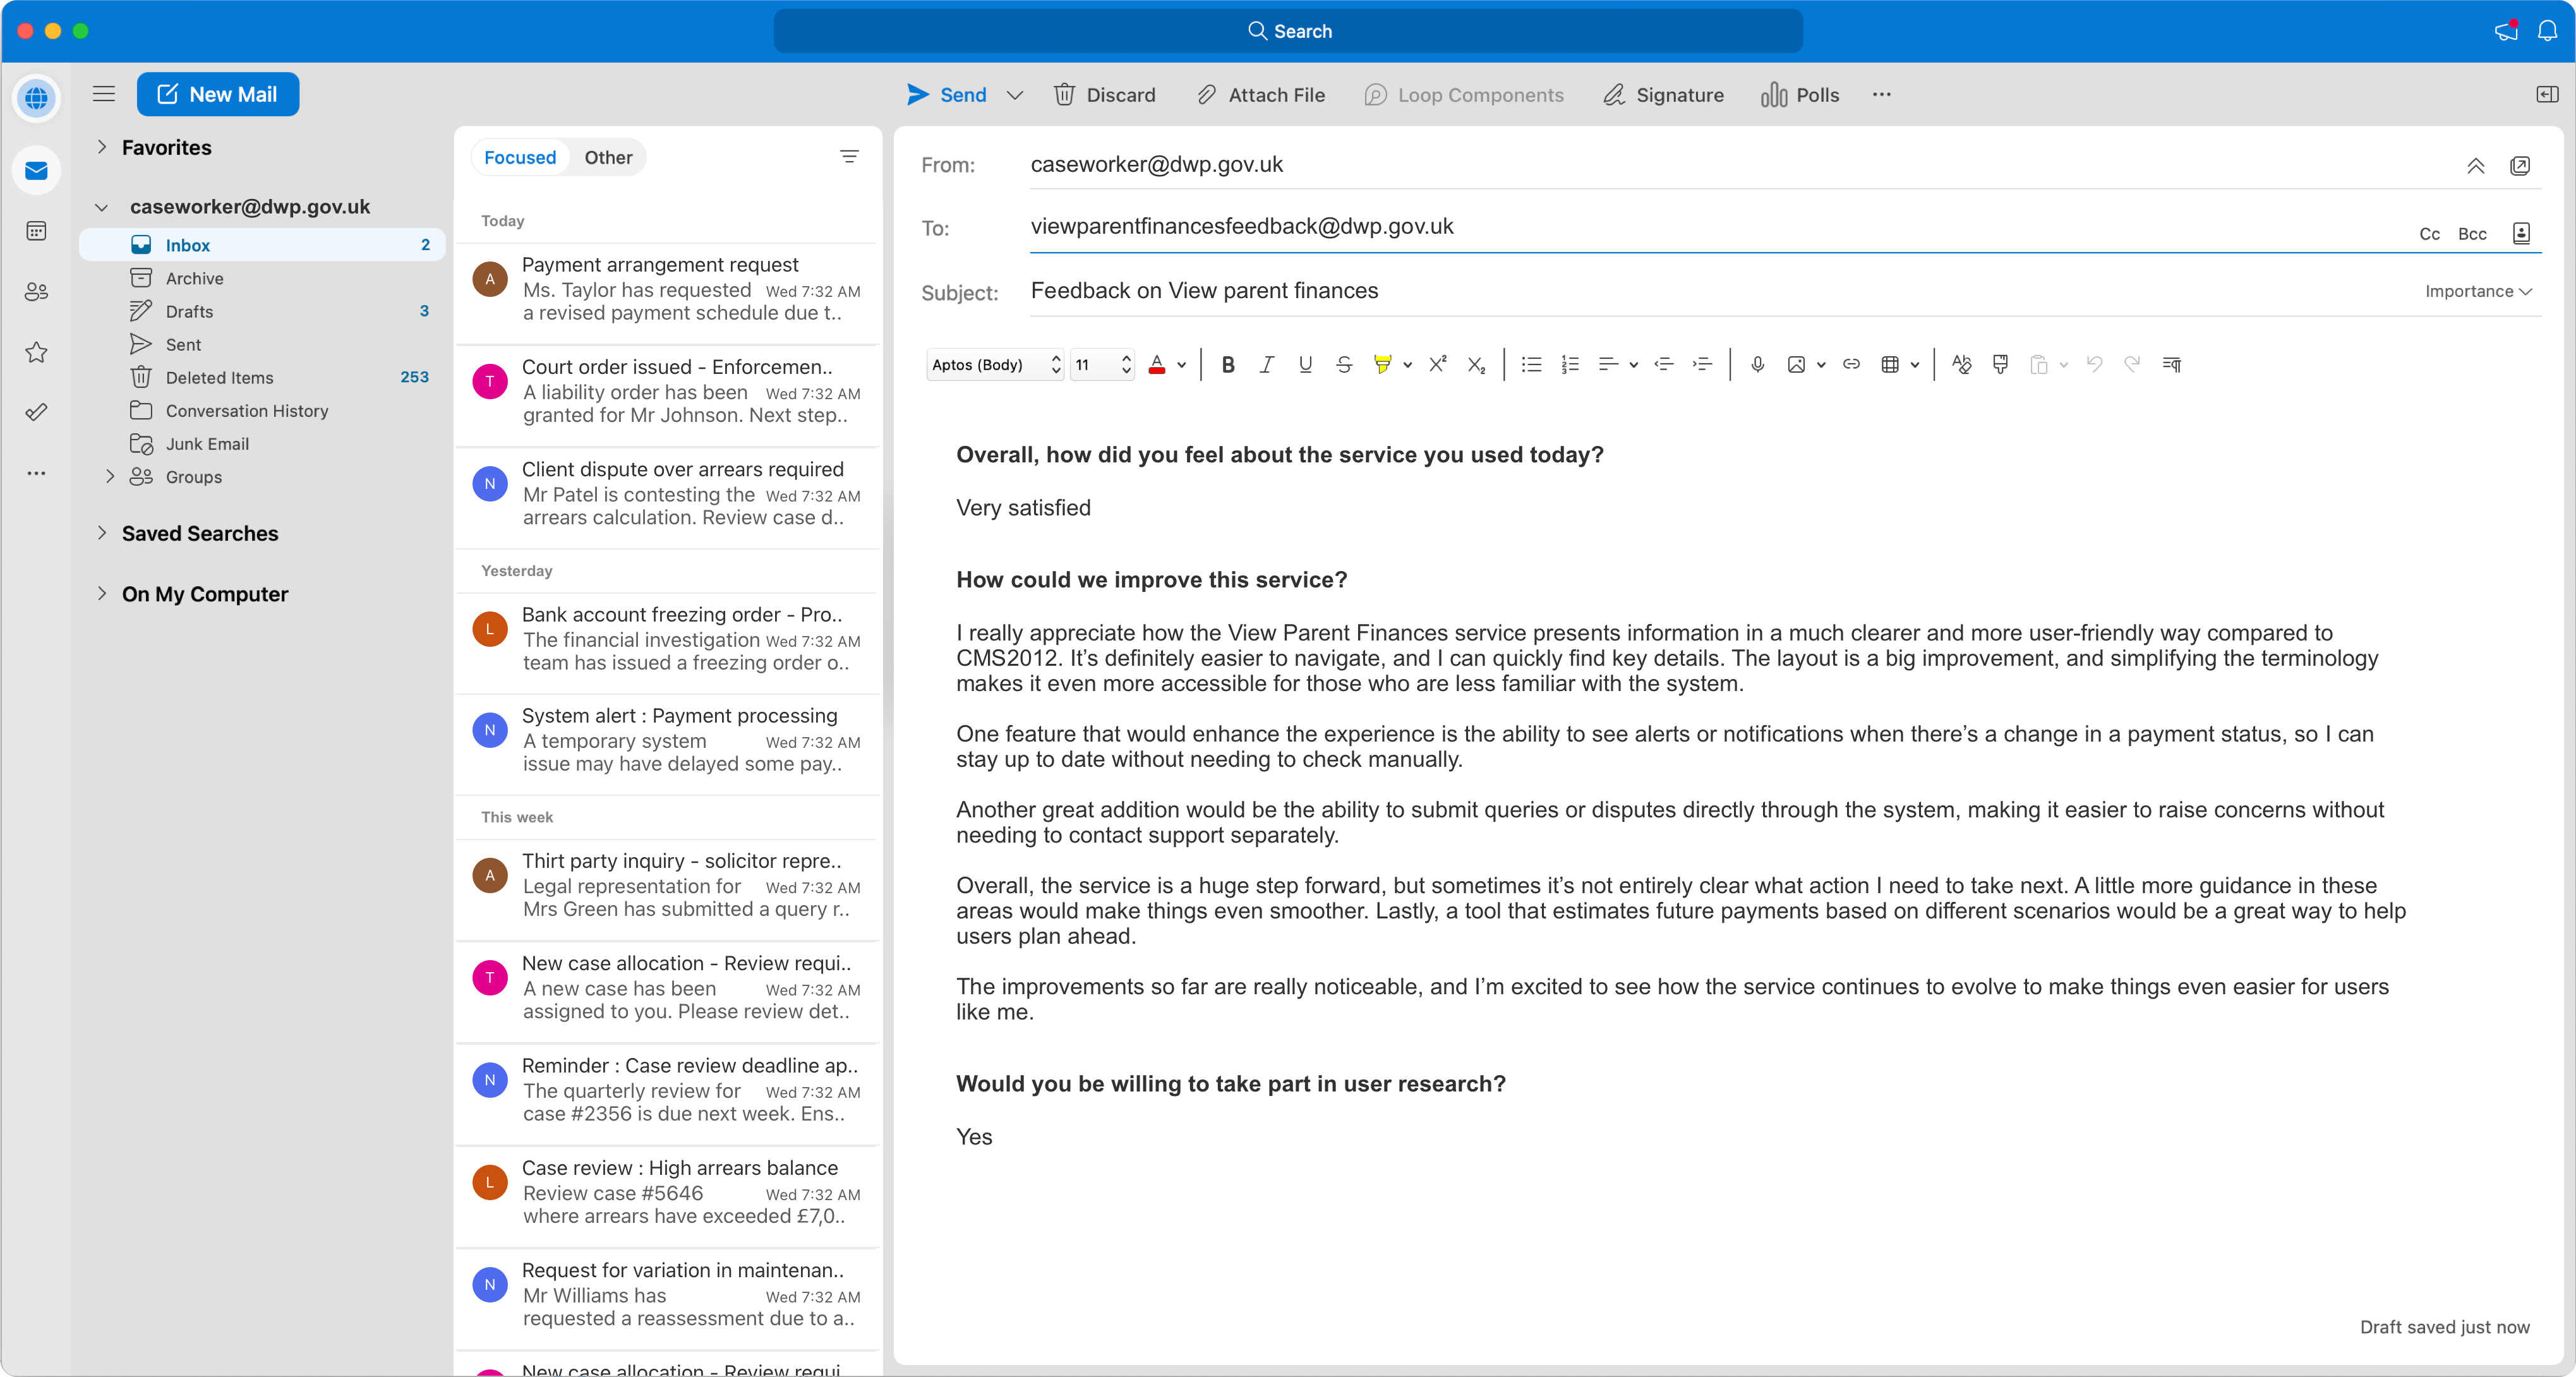 Search
New Mail
Send
Discard
Attach File
Loop Components
Signature
Polls
Favorites
caseworker@dwp.gov.uk
Inbox 2
Archive
Drafts 3
Sent
Deleted Items 253
Conversation History
Junk Email
Groups
Saved Searches
On My Computer
Focused Other
Today
A
Payment arrangement request
Ms. Taylor has requested Wed 7:32 AM
a revised payment schedule due t..
T
Court order issued - Enforcemen..
A liability order has been Wed 7:32 AM
granted for Mr Johnson. Next step..
N
Client dispute over arrears required
Mr Patel is contesting the Wed 7:32 AM
arrears calculation. Review case d..
Yesterday
L
Bank account freezing order - Pro..
The financial investigation Wed 7:32 AM
team has issued a freezing order o..
N
System alert : Payment processing
A temporary system Wed 7:32 AM
issue may have delayed some pay..
This week
A
Thirt party inquiry - solicitor repre..
Legal representation for Wed 7:32 AM
Mrs Green has submitted a query r..
T
New case allocation - Review requi..
A new case has been Wed 7:32 AM
assigned to you. Please review det..
N
Reminder : Case review deadline ap..
The quarterly review for Wed 7:32 AM
case #2356 is due next week. Ens..
L
Case review : High arrears balance
Review case #5646 Wed 7:32 AM
where arrears have exceeded £7,0..
N
Request for variation in maintenan..
Mr Williams has Wed 7:32 AM
requested a reassessment due to a..
New case allocation - Review requi
From: caseworker@dwp.gov.uk
To: viewparentfinancesfeedback@dwp.gov.uk
Cc Bcc
Subject: Feedback on View parent finances
Importance
Aptos (Body) 11
Overall, how did you feel about the service you used today?
Very satisfied
How could we improve this service?
I really appreciate how the View Parent Finances service presents information in a much clearer and more user-friendly way compared to
CMS2012. It’s definitely easier to navigate, and I can quickly find key details. The layout is a big improvement, and simplifying the terminology
makes it even more accessible for those who are less familiar with the system.
One feature that would enhance the experience is the ability to see alerts or notifications when there’s a change in a payment status, so I can
stay up to date without needing to check manually.
Another great addition would be the ability to submit queries or disputes directly through the system, making it easier to raise concerns without
needing to contact support separately.
Overall, the service is a huge step forward, but sometimes it’s not entirely clear what action I need to take next. A little more guidance in these
areas would make things even smoother. Lastly, a tool that estimates future payments based on different scenarios would be a great way to help
users plan ahead.
The improvements so far are really noticeable, and I’m excited to see how the service continues to evolve to make things even easier for users
like me.
Would you be willing to take part in user research?
Yes
Draft saved just now